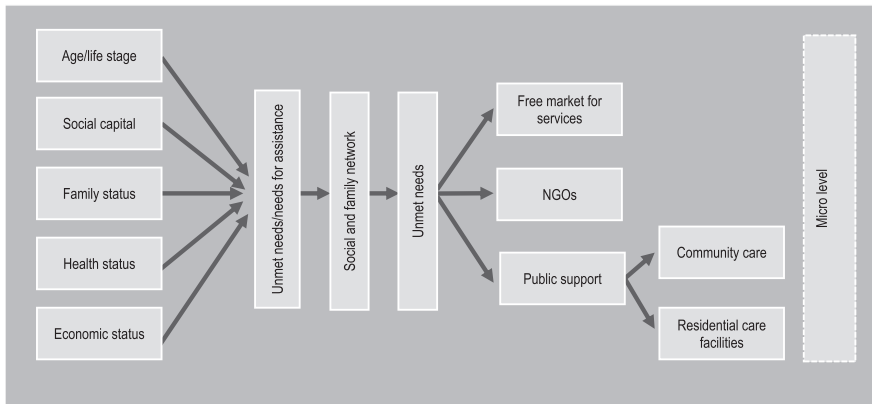 Age/life stage
Social capital
Family status
Health status
Economic status
Unmet needs/needs for assistance
Social and family network
Unmet needs
Free market for
services
NGOs
Public support
Community care
Residential care
facilities
Micro level